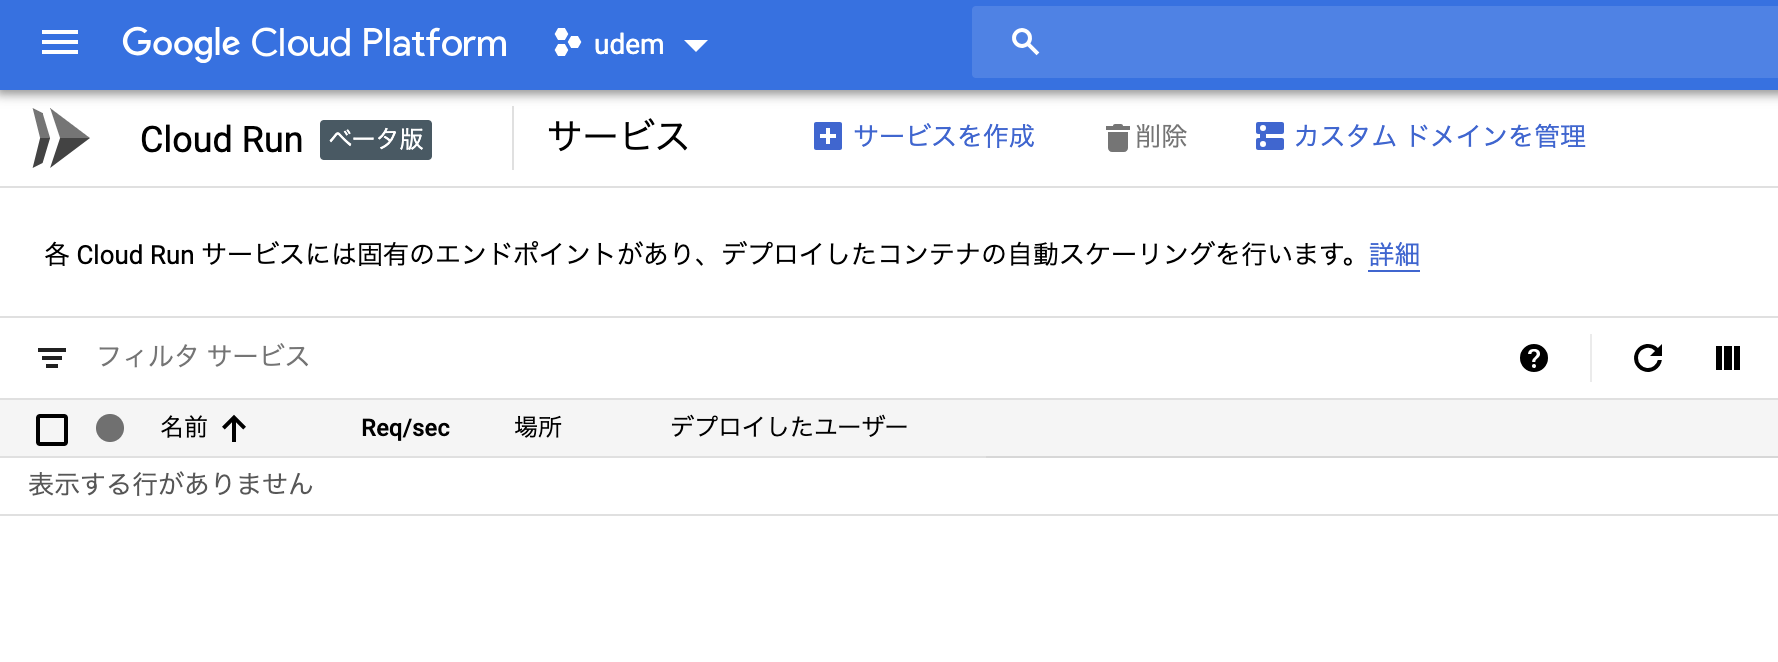 Google Cloud Platform udem
Cloud Run ベータ版 サービス サービスを作成 削除 カスタム ドメインを管理
各 Cloud Run サービスには固有のエンドポイントがあり、デプロイしたコンテナの自動スケーリングを行います。詳細
フィルタ サービス
名前 Req/sec 場所 デプロイしたユーザー
表示する行がありません